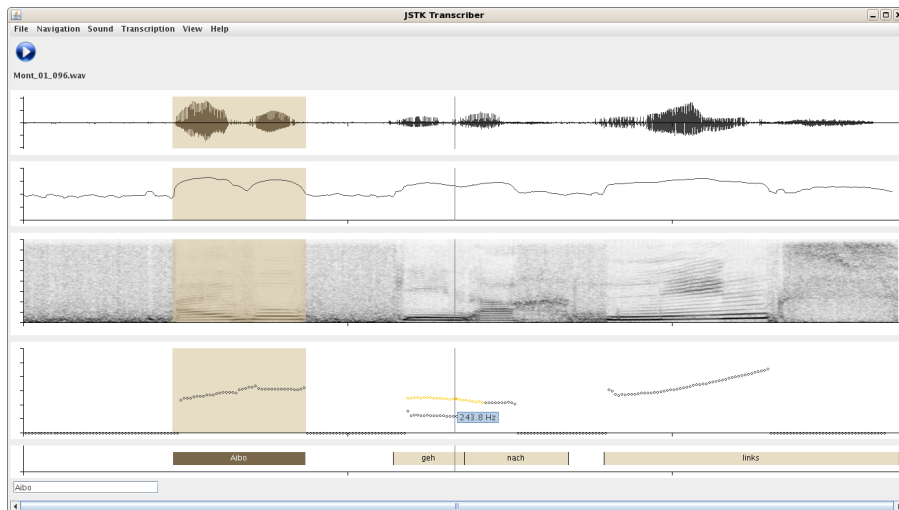 JSTK Transcriber
File Navigation Sound Transcription View Help
Mont_01_096.wav
243.8 Hz
Aibo geh nach links
Aibo